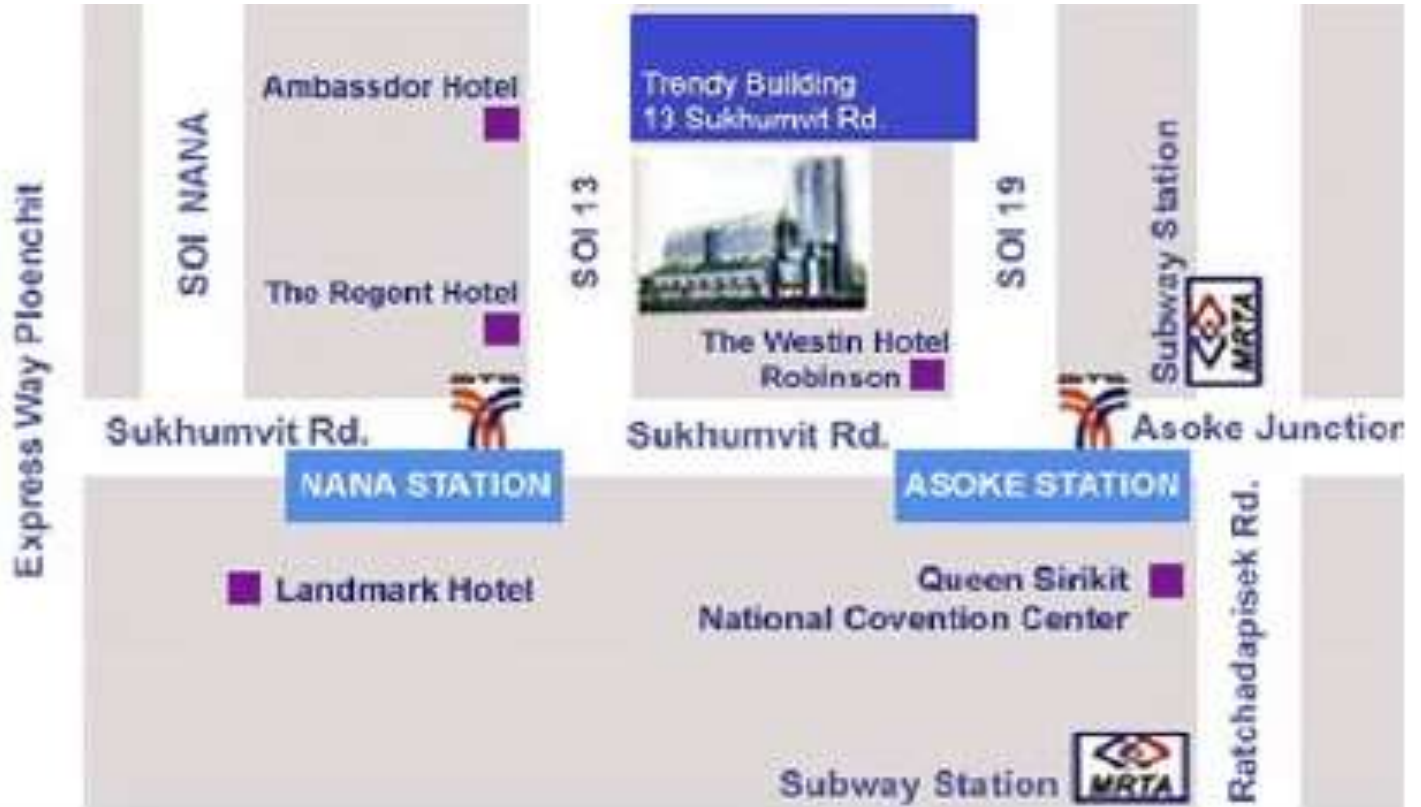 Ambassdor Hotel
Trendy Building
13 Sukhumvit Rd.
SOI NANA
SOI 13
SOI 19
Subway Station
MRTA
Express Way Ploenchit
The Regent Hotel
The Westin Hotel
Robinson
BTS
BTS
Sukhumvit Rd.
Sukhumvit Rd.
Asoke Junction
NANA STATION
ASOKE STATION
Landmark Hotel
Queen Sirikit
National Covention Center
Ratchadapisek Rd.
Subway Station
MRTA